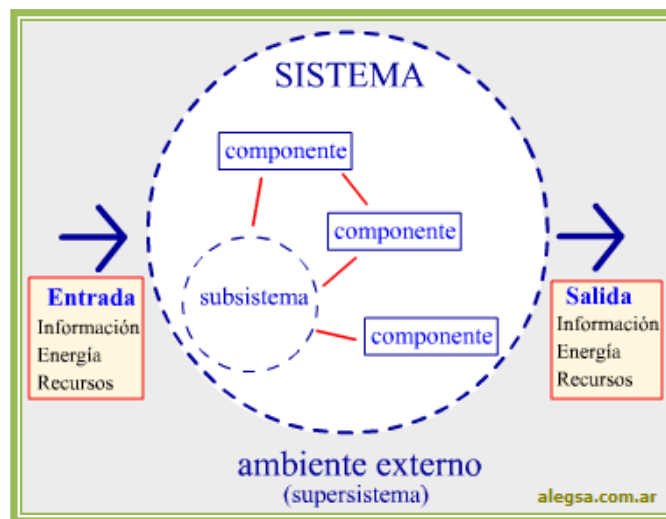 SISTEMA
componente
componente
subsistema
componente
Entrada
Información
Energía
Recursos
Salida
Información
Energía
Recursos
ambiente externo
(supersistema)
alegsa.com.ar